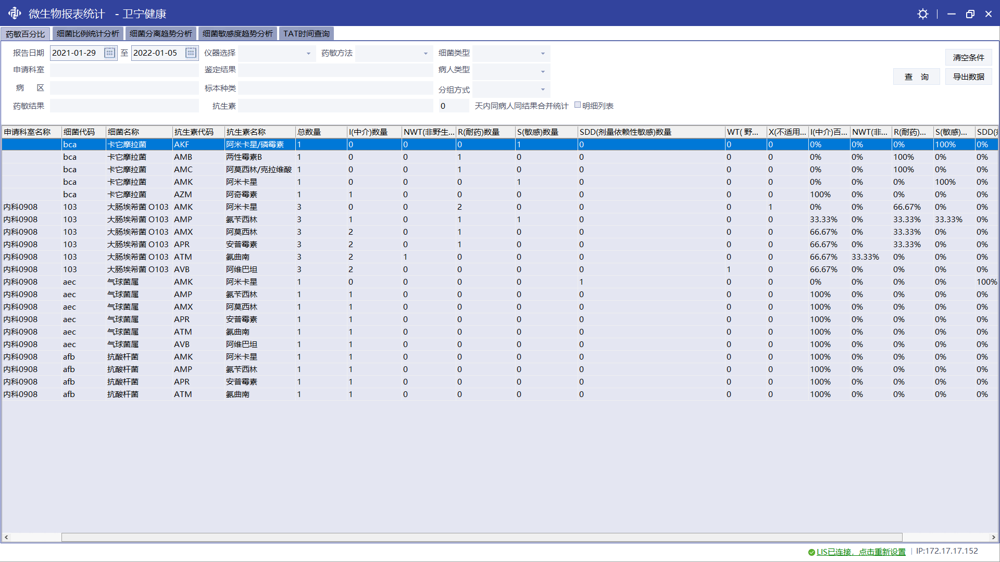 微生物报表统计 - 卫宁健康
药敏百分比 细菌比例统计分析 细菌分离趋势分析 细菌敏感度趋势分析 TAT时间查询
报告日期 2021-01-29 至 2022-01-05 仪器选择 药敏方法 细菌类型
清空条件
申请科室 鉴定结果 病人类型
查 询 导出数据
病 区 标本种类 分组方式
药敏结果 抗生素 0 天内同病人同结果合并统计 明细列表
申请科室名称 细菌代码 细菌名称 抗生素代码 抗生素名称 总数量 I(中介)数量 NWT(非野生... R(耐药)数量 S(敏感)数量 SDD(剂量依赖性敏感)数量 WT( 野... X(不适用... I(中介)百... NWT(非... R(耐药)... S(敏感)... SDD(
bca 卡它摩拉菌 AKF 阿米卡星/磷霉素 1 0 0 0 1 0 0 0 0% 0% 0% 100% 0%
bca 卡它摩拉菌 AMB 两性霉素B 1 0 0 1 0 0 0 0 0% 0% 100% 0% 0%
bca 卡它摩拉菌 AMC 阿莫西林/克拉维酸 1 0 0 1 0 0 0 0 0% 0% 100% 0% 0%
bca 卡它摩拉菌 AMK 阿米卡星 1 0 0 0 1 0 0 0 0% 0% 0% 100% 0%
bca 卡它摩拉菌 AZM 阿奇霉素 1 1 0 0 0 0 0 0 100% 0% 0% 0% 0%
内科0908 103 大肠埃希菌 O103 AMK 阿米卡星 3 0 0 2 0 0 0 1 0% 0% 66.67% 0% 0%
内科0908 103 大肠埃希菌 O103 AMP 氨苄西林 3 1 0 1 1 0 0 0 33.33% 0% 33.33% 33.33% 0%
内科0908 103 大肠埃希菌 O103 AMX 阿莫西林 3 2 0 1 0 0 0 0 66.67% 0% 33.33% 0% 0%
内科0908 103 大肠埃希菌 O103 APR 安普霉素 3 2 0 1 0 0 0 0 66.67% 0% 33.33% 0% 0%
内科0908 103 大肠埃希菌 O103 ATM 氨曲南 3 2 1 0 0 0 0 0 66.67% 33.33% 0% 0% 0%
内科0908 103 大肠埃希菌 O103 AVB 阿维巴坦 3 2 0 0 0 0 1 0 66.67% 0% 0% 0% 0%
内科0908 aec 气球菌属 AMK 阿米卡星 1 0 0 0 0 1 0 0 0% 0% 0% 0% 100%
内科0908 aec 气球菌属 AMP 氨苄西林 1 1 0 0 0 0 0 0 100% 0% 0% 0% 0%
内科0908 aec 气球菌属 AMX 阿莫西林 1 1 0 0 0 0 0 0 100% 0% 0% 0% 0%
内科0908 aec 气球菌属 APR 安普霉素 1 1 0 0 0 0 0 0 100% 0% 0% 0% 0%
内科0908 aec 气球菌属 ATM 氨曲南 1 1 0 0 0 0 0 0 100% 0% 0% 0% 0%
内科0908 aec 气球菌属 AVB 阿维巴坦 1 1 0 0 0 0 0 0 100% 0% 0% 0% 0%
内科0908 afb 抗酸杆菌 AMK 阿米卡星 1 1 0 0 0 0 0 0 100% 0% 0% 0% 0%
内科0908 afb 抗酸杆菌 AMP 氨苄西林 1 1 0 0 0 0 0 0 100% 0% 0% 0% 0%
内科0908 afb 抗酸杆菌 APR 安普霉素 1 1 0 0 0 0 0 0 100% 0% 0% 0% 0%
内科0908 afb 抗酸杆菌 ATM 氨曲南 1 1 0 0 0 0 0 0 100% 0% 0% 0% 0%
LIS已连接，点击重新设置 IP:172.17.17.152